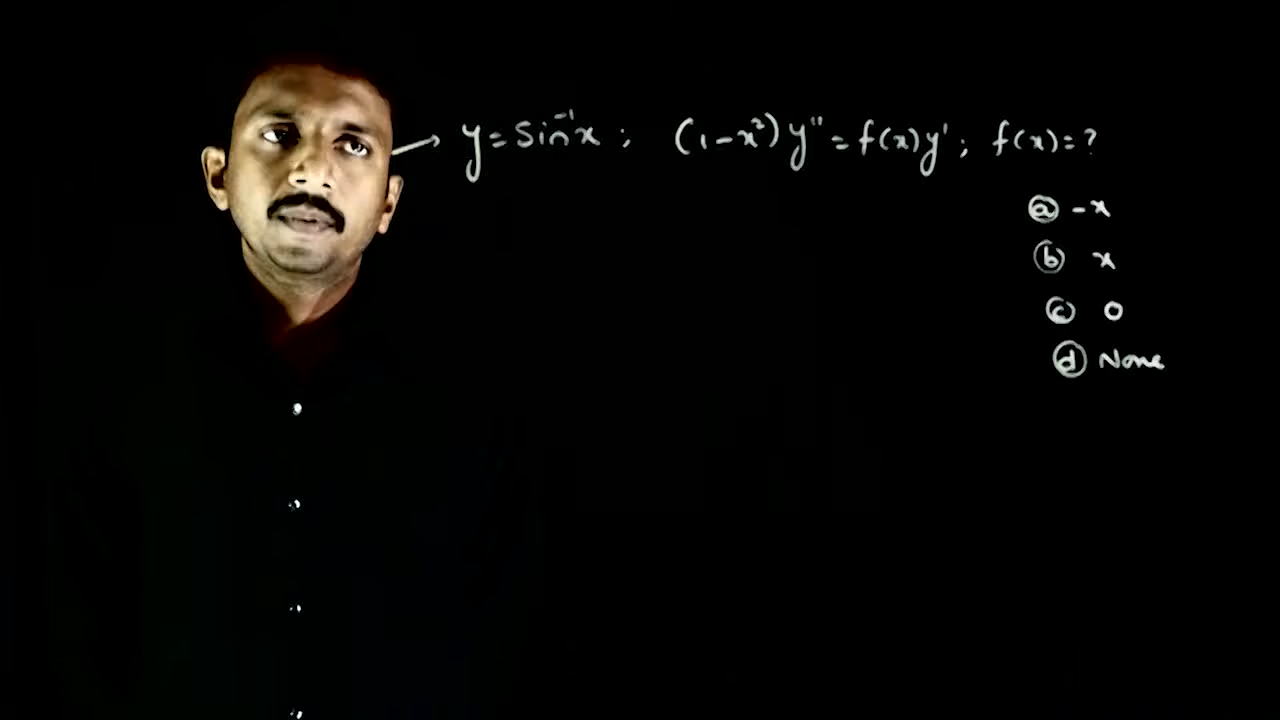 y = Sin⁻¹x ; (1-x²)y'' = f(x)y' ; f(x)=?
ⓐ -x
ⓑ x
ⓒ 0
ⓓ None